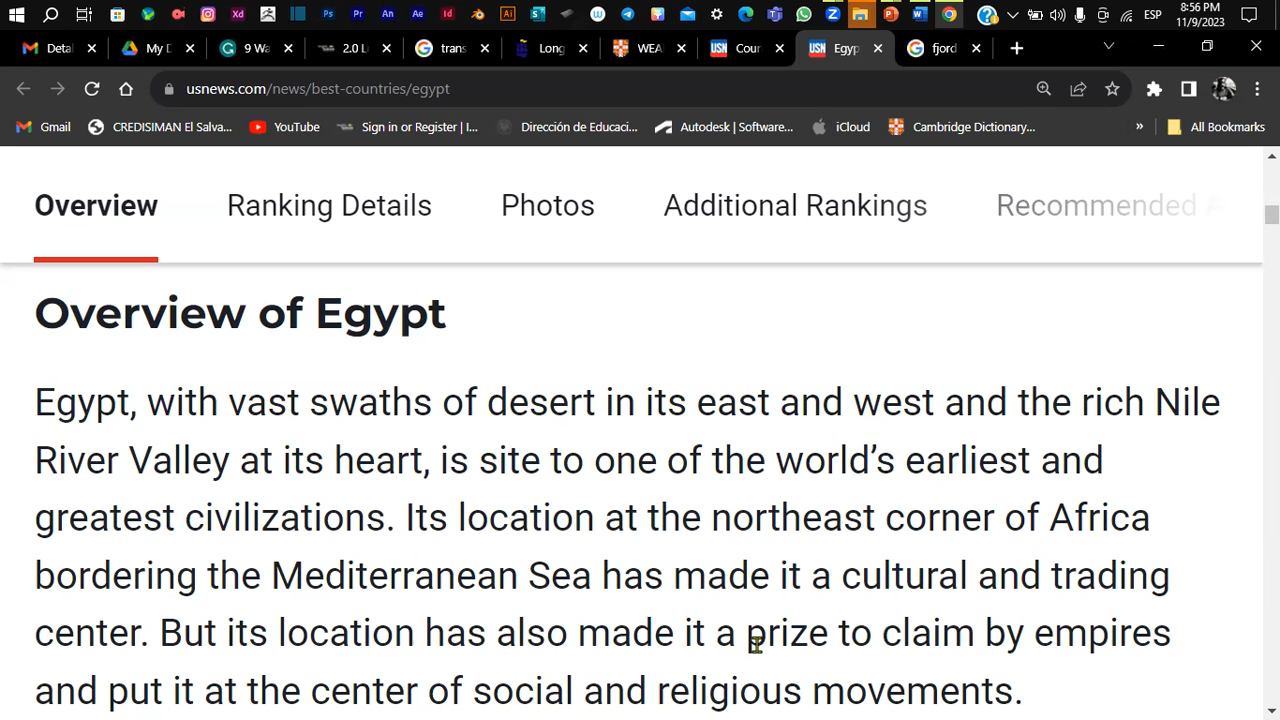 8:56 PM
ESP
11/9/2023
Detai
My D
9 Wa
2.0 L
trans
Long
WEA
Cour
Egyp
fjord
usnews.com/news/best-countries/egypt
Gmail
CREDISIMAN El Salva...
YouTube
Sign in or Register | I...
Dirección de Educaci...
Autodesk | Software...
iCloud
Cambridge Dictionary...
»
All Bookmarks
Overview
Ranking Details
Photos
Additional Rankings
Recommended A
Overview of Egypt
Egypt, with vast swaths of desert in its east and west and the rich Nile
River Valley at its heart, is site to one of the world’s earliest and
greatest civilizations. Its location at the northeast corner of Africa
bordering the Mediterranean Sea has made it a cultural and trading
center. But its location has also made it a prize to claim by empires
and put it at the center of social and religious movements.